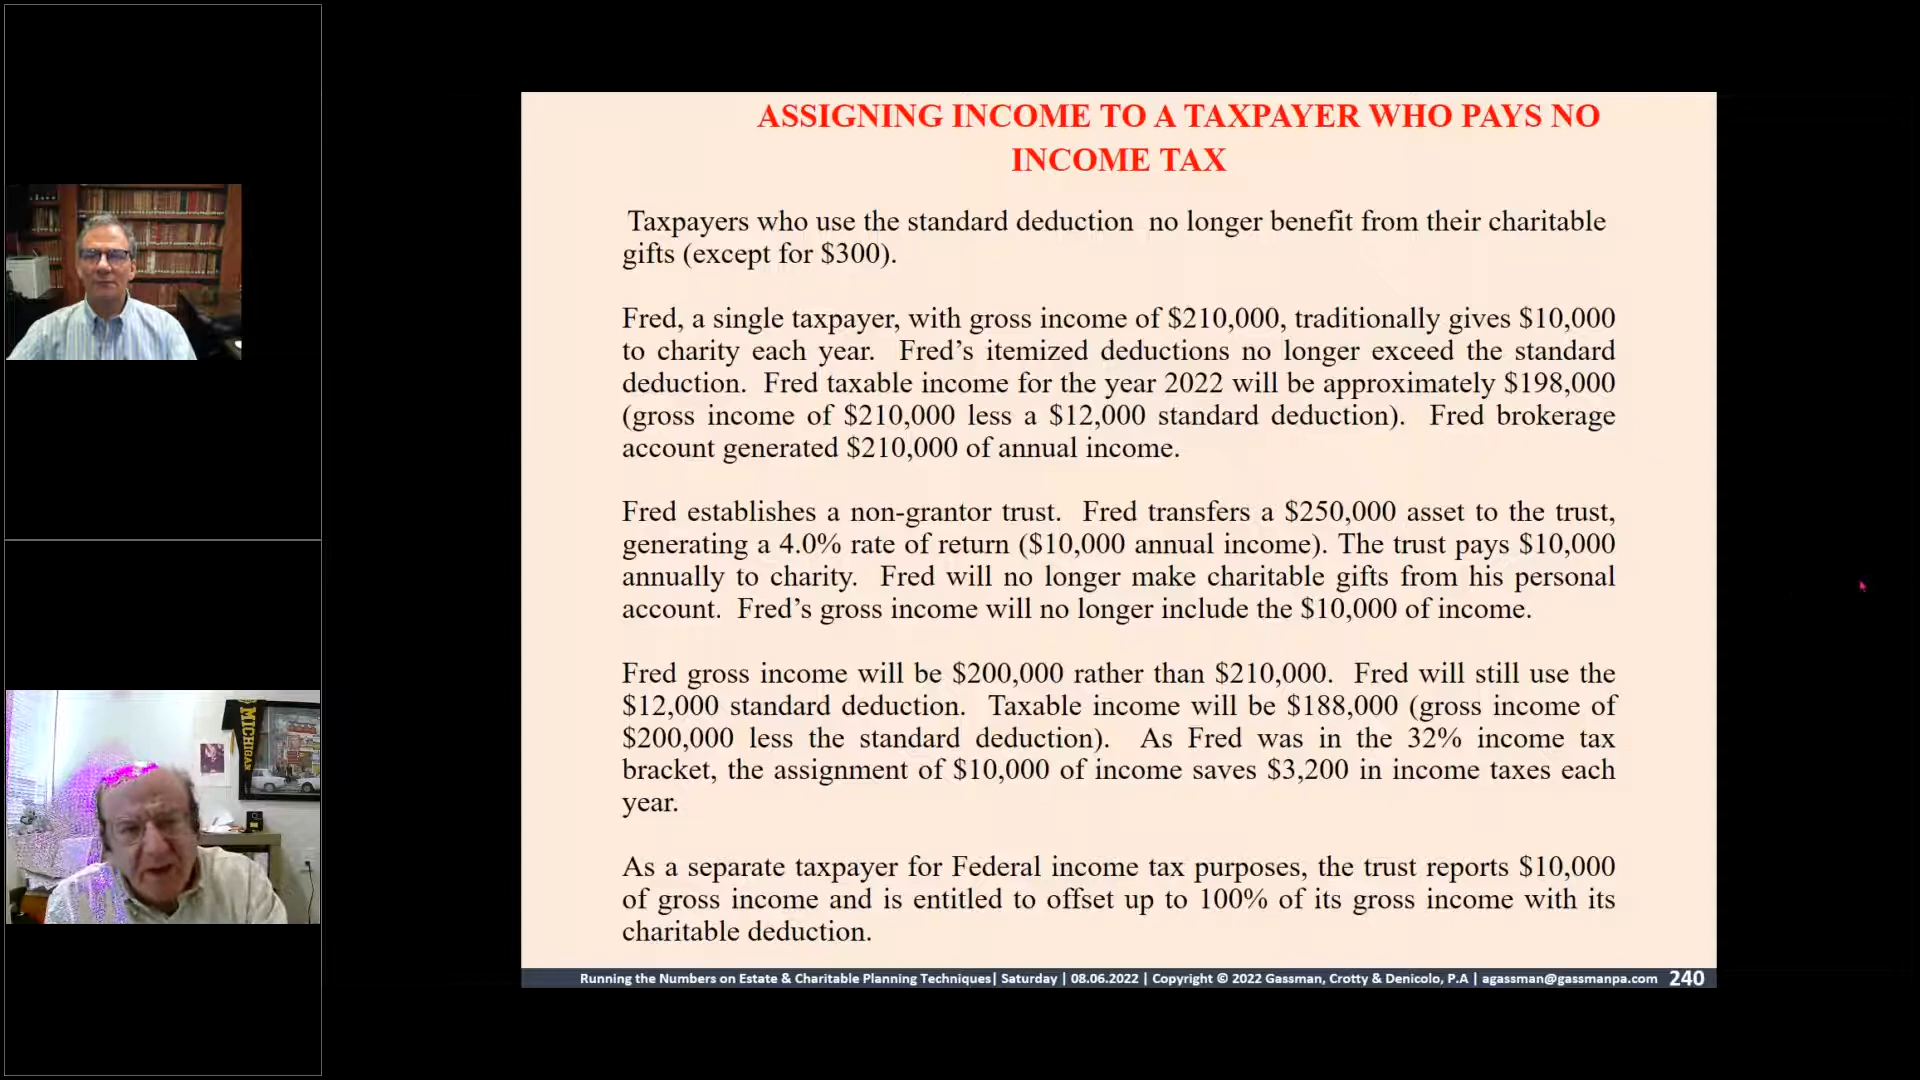 ASSIGNING INCOME TO A TAXPAYER WHO PAYS NO
INCOME TAX
Taxpayers who use the standard deduction no longer benefit from their charitable
gifts (except for $300).
Fred, a single taxpayer, with gross income of $210,000, traditionally gives $10,000
to charity each year. Fred’s itemized deductions no longer exceed the standard
deduction. Fred taxable income for the year 2022 will be approximately $198,000
(gross income of $210,000 less a $12,000 standard deduction). Fred brokerage
account generated $210,000 of annual income.
Fred establishes a non-grantor trust. Fred transfers a $250,000 asset to the trust,
generating a 4.0% rate of return ($10,000 annual income). The trust pays $10,000
annually to charity. Fred will no longer make charitable gifts from his personal
account. Fred’s gross income will no longer include the $10,000 of income.
Fred gross income will be $200,000 rather than $210,000. Fred will still use the
$12,000 standard deduction. Taxable income will be $188,000 (gross income of
$200,000 less the standard deduction). As Fred was in the 32% income tax
bracket, the assignment of $10,000 of income saves $3,200 in income taxes each
year.
As a separate taxpayer for Federal income tax purposes, the trust reports $10,000
of gross income and is entitled to offset up to 100% of its gross income with its
charitable deduction.
Running the Numbers on Estate & Charitable Planning Techniques| Saturday | 08.06.2022 | Copyright © 2022 Gassman, Crotty & Denicolo, P.A | agassman@gassmanpa.com 240
MICHIGAN